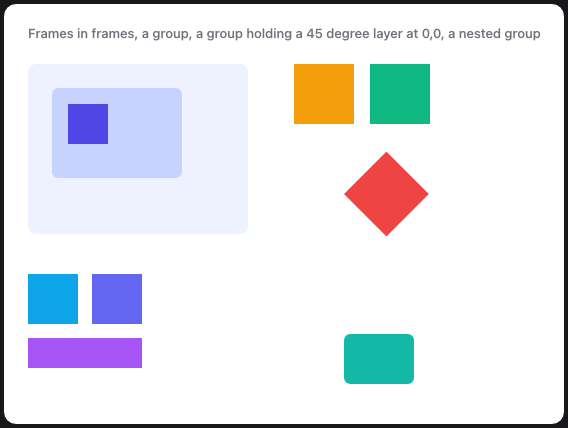 Frames in frames, a group, a group holding a 45 degree layer at 0,0, a nested group